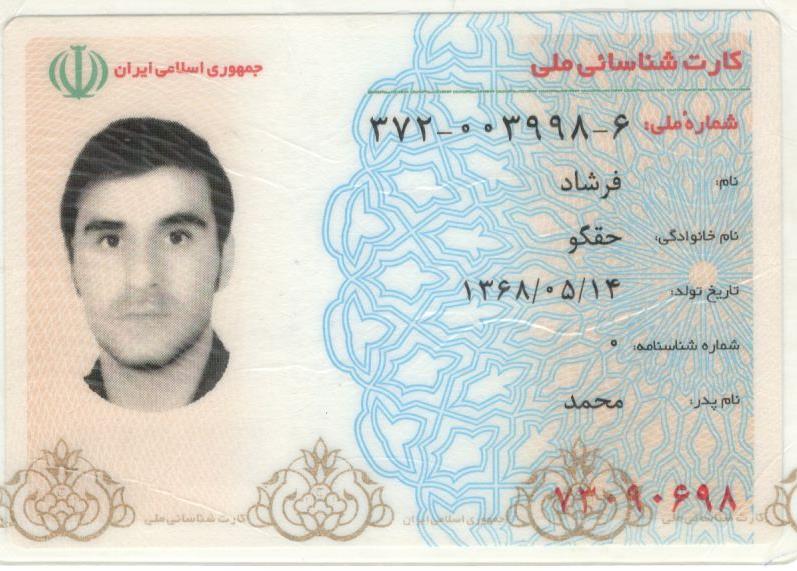 کارت شناسائی ملی
جمهوری اسلامی ایران
شمارهٔ ملی: ۳۷۲-۰۰۳۹۹۸-۶
نام: فرشاد
نام خانوادگی: حقگو
تاریخ تولد: ۱۳۶۸/۰۵/۱۴
شماره شناسنامه: ۰
نام پدر: محمد
۷۳۰۹۰۶۹۸
کارت شناسائی ملی جمهوری اسلامی ایران کارت شناسائی ملی